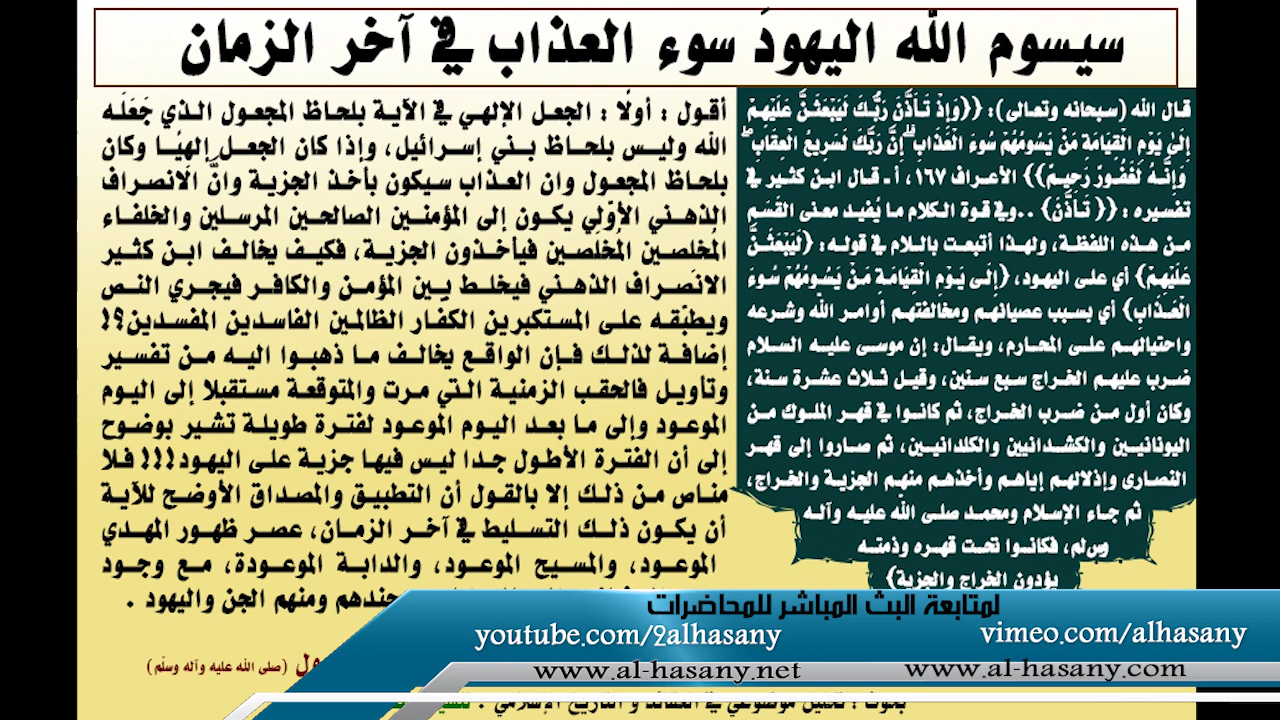 سيسوم الله اليهودَ سوء العذاب في آخر الزمان
قال الله (سبحانه وتعالى): ((وَإِذْ تَأَذَّنَ رَبُّكَ لَيَبْعَثَنَّ عَلَيْهِمْ
إِلَىٰ يَوْمِ الْقِيَامَةِ مَنْ يَسُومُهُمْ سُوءَ الْعَذَابِ ۗ إِنَّ رَبَّكَ لَسَرِيعُ الْعِقَابِ ۖ
وَإِنَّهُ لَغَفُورٌ رَحِيمٌ)) الأعراف ١٦٧، أ ـ قال ابن كثير في
تفسيره : {{ تَأَذَّنَ} ..وفي قوة الكلام ما يُفيد معنى القَسَمِ
من هذه اللفظة، ولهذا أتبعت باللام في قوله: {لَيَبْعَثَنَّ
عَلَيْهِمْ} أي على اليهود، {إِلَى يَوْمِ الْقِيَامَةِ مَنْ يَسُومُهُمْ سُوءَ
الْعَذَابِ} أي بسبب عصيانهم ومخالفتهم أوامر الله وشرعه
واحتيالهم على المحارم، ويقال: إن موسى عليه السلام
ضرب عليهم الخراج سبع سنين، وقيل ثلاث عشرة سنة،
وكان أول من ضرب الخراج، ثم كانوا في قهر الملوك من
اليونانيين والكشدانيين والكلدانيين، ثم صاروا إلى قهر
النصارى وإذلالهم إياهم وأخذهم منهم الجزية والخراج،
ثم جاء الإسلام ومحمد صلى الله عليه وآله
وسلم، فكانوا تحت قهره وذمته
يؤدون الخراج والجزية}
أقول : أولًا : الجعل الإلهي في الآية بلحاظ المجعول الذي جَعَلَه
الله وليس بلحاظ بني إسرائيل، وإذا كان الجعل إلهيًا وكان
بلحاظ المجعول وان العذاب سيكون بأخذ الجزية وانَّ الانصراف
الذهني الأوّلي يكون إلى المؤمنين الصالحين المرسلين والخلفاء
المُخلصين المُخلَصين فيأخذون الجزية، فكيف يخالف ابن كثير
الانصراف الذهني فيخلط بين المؤمن والكافر فيجري النص
ويطبّقه على المستكبرين الكفار الظالمين الفاسدين المفسدين؟!
إضافة لذلك فإن الواقع يخالف ما ذهبوا اليه من تفسير
وتأويل فالحقب الزمنية التي مرت والمتوقعة مستقبلا إلى اليوم
الموعود وإلى ما بعد اليوم الموعود لفترة طويلة تشير بوضوح
إلى أن الفترة الأطول جدا ليس فيها جزية على اليهود!!! فلا
مناص من ذلك إلا بالقول أن التطبيق والمصداق الأوضح للآية
أن يكون ذلك التسليط في آخر الزمان، عصر ظهور المهدي
الموعود، والمسيح الموعود، والدابة الموعودة، مع وجود
جندهم ومنهم الجن واليهود .
لمتابعة البث المباشر للمحاضرات
youtube.com/2alhasany
vimeo.com/alhasany
(صلى الله عليه وآله وسلّم)
www.al-hasany.net
www.al-hasany.com